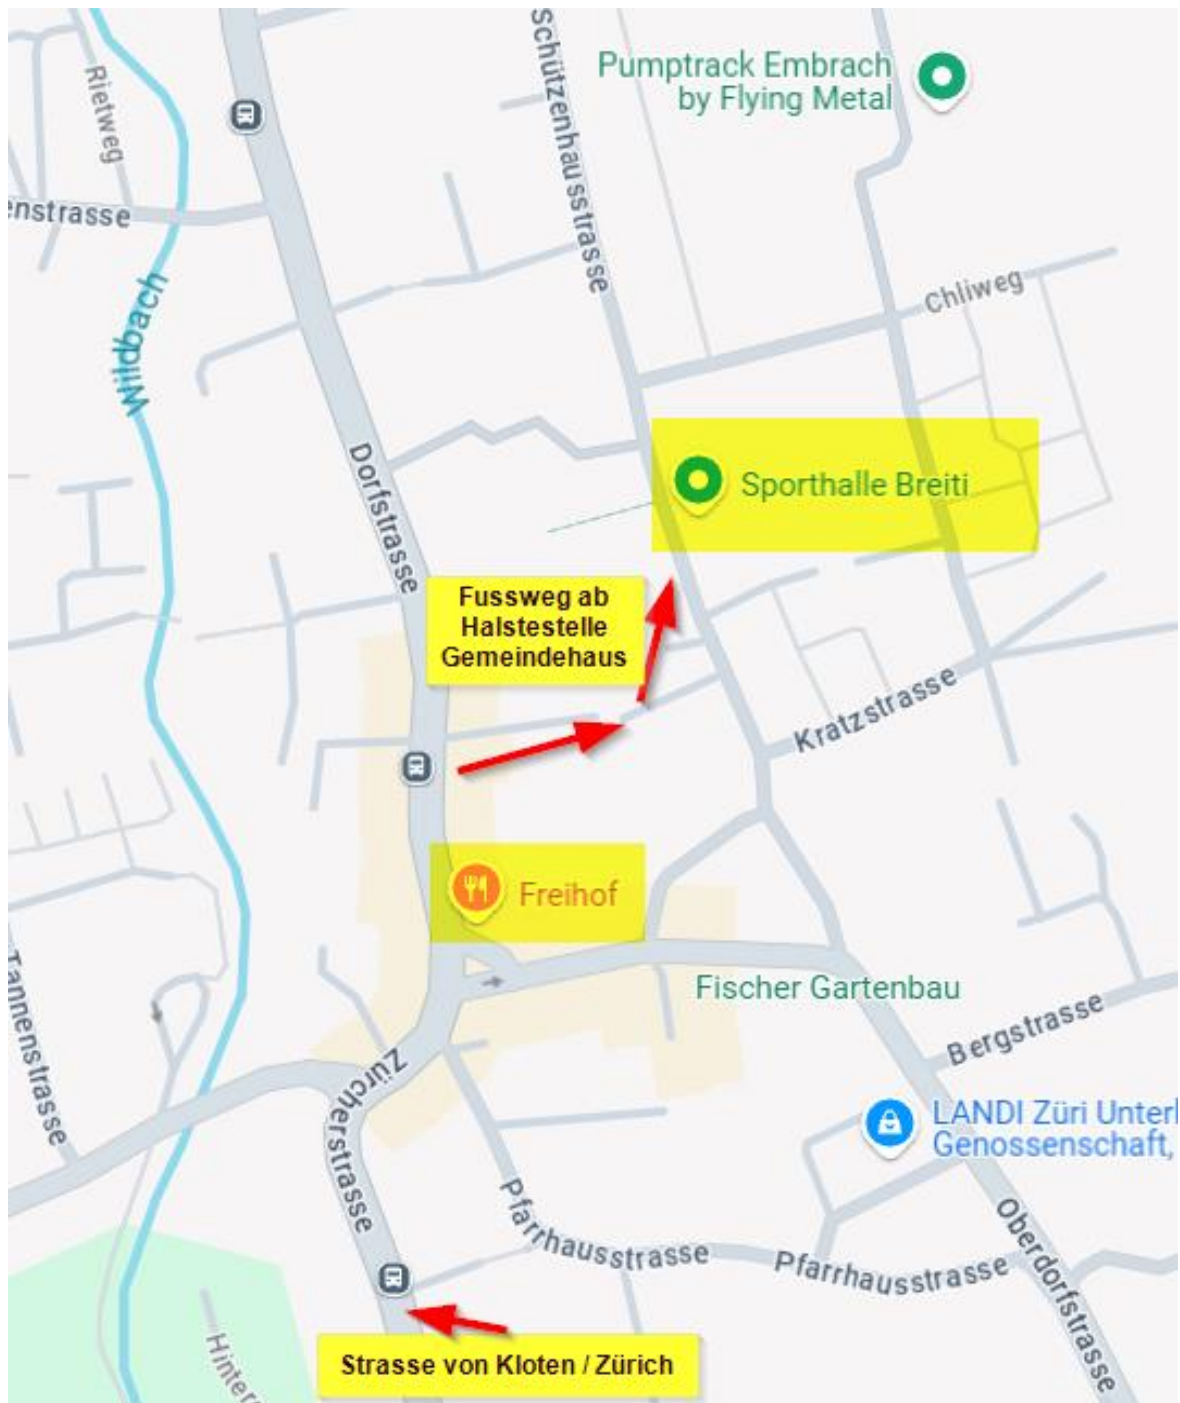 Schützenhausstrasse
Pumptrack Embrach
by Flying Metal
Rietweg
enstrasse
Wildbach
Chliweg
Dorfstrasse
Sporthalle Breiti
Fussweg ab
Halstestelle
Gemeindehaus
Kratzstrasse
Freihof
Fischer Gartenbau
Tannenstrasse
Bergstrasse
Zürcherstrasse
LANDI Züri Unterl
Genossenschaft,
Pfarrhausstrasse
Pfarrhausstrasse
Oberdorfstrasse
Strasse von Kloten / Zürich
Hinter